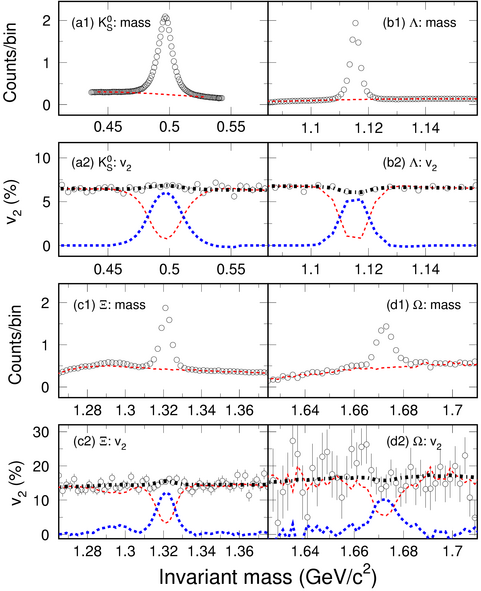 (a1) K⁰S: mass
(b1) Λ: mass
Counts/bin
2
1
0
0.45 0.5 0.55
1.1 1.12 1.14
(a2) K⁰S: v₂
(b2) Λ: v₂
v₂ (%)
10
5
0
0.45 0.5 0.55
1.1 1.12 1.14
(c1) Ξ: mass
(d1) Ω: mass
Counts/bin
2
1
0
1.28 1.3 1.32 1.34 1.36
1.64 1.66 1.68 1.7
(c2) Ξ: v₂
(d2) Ω: v₂
v₂ (%)
30
20
10
0
1.28 1.3 1.32 1.34 1.36
1.64 1.66 1.68 1.7
Invariant mass (GeV/c²)